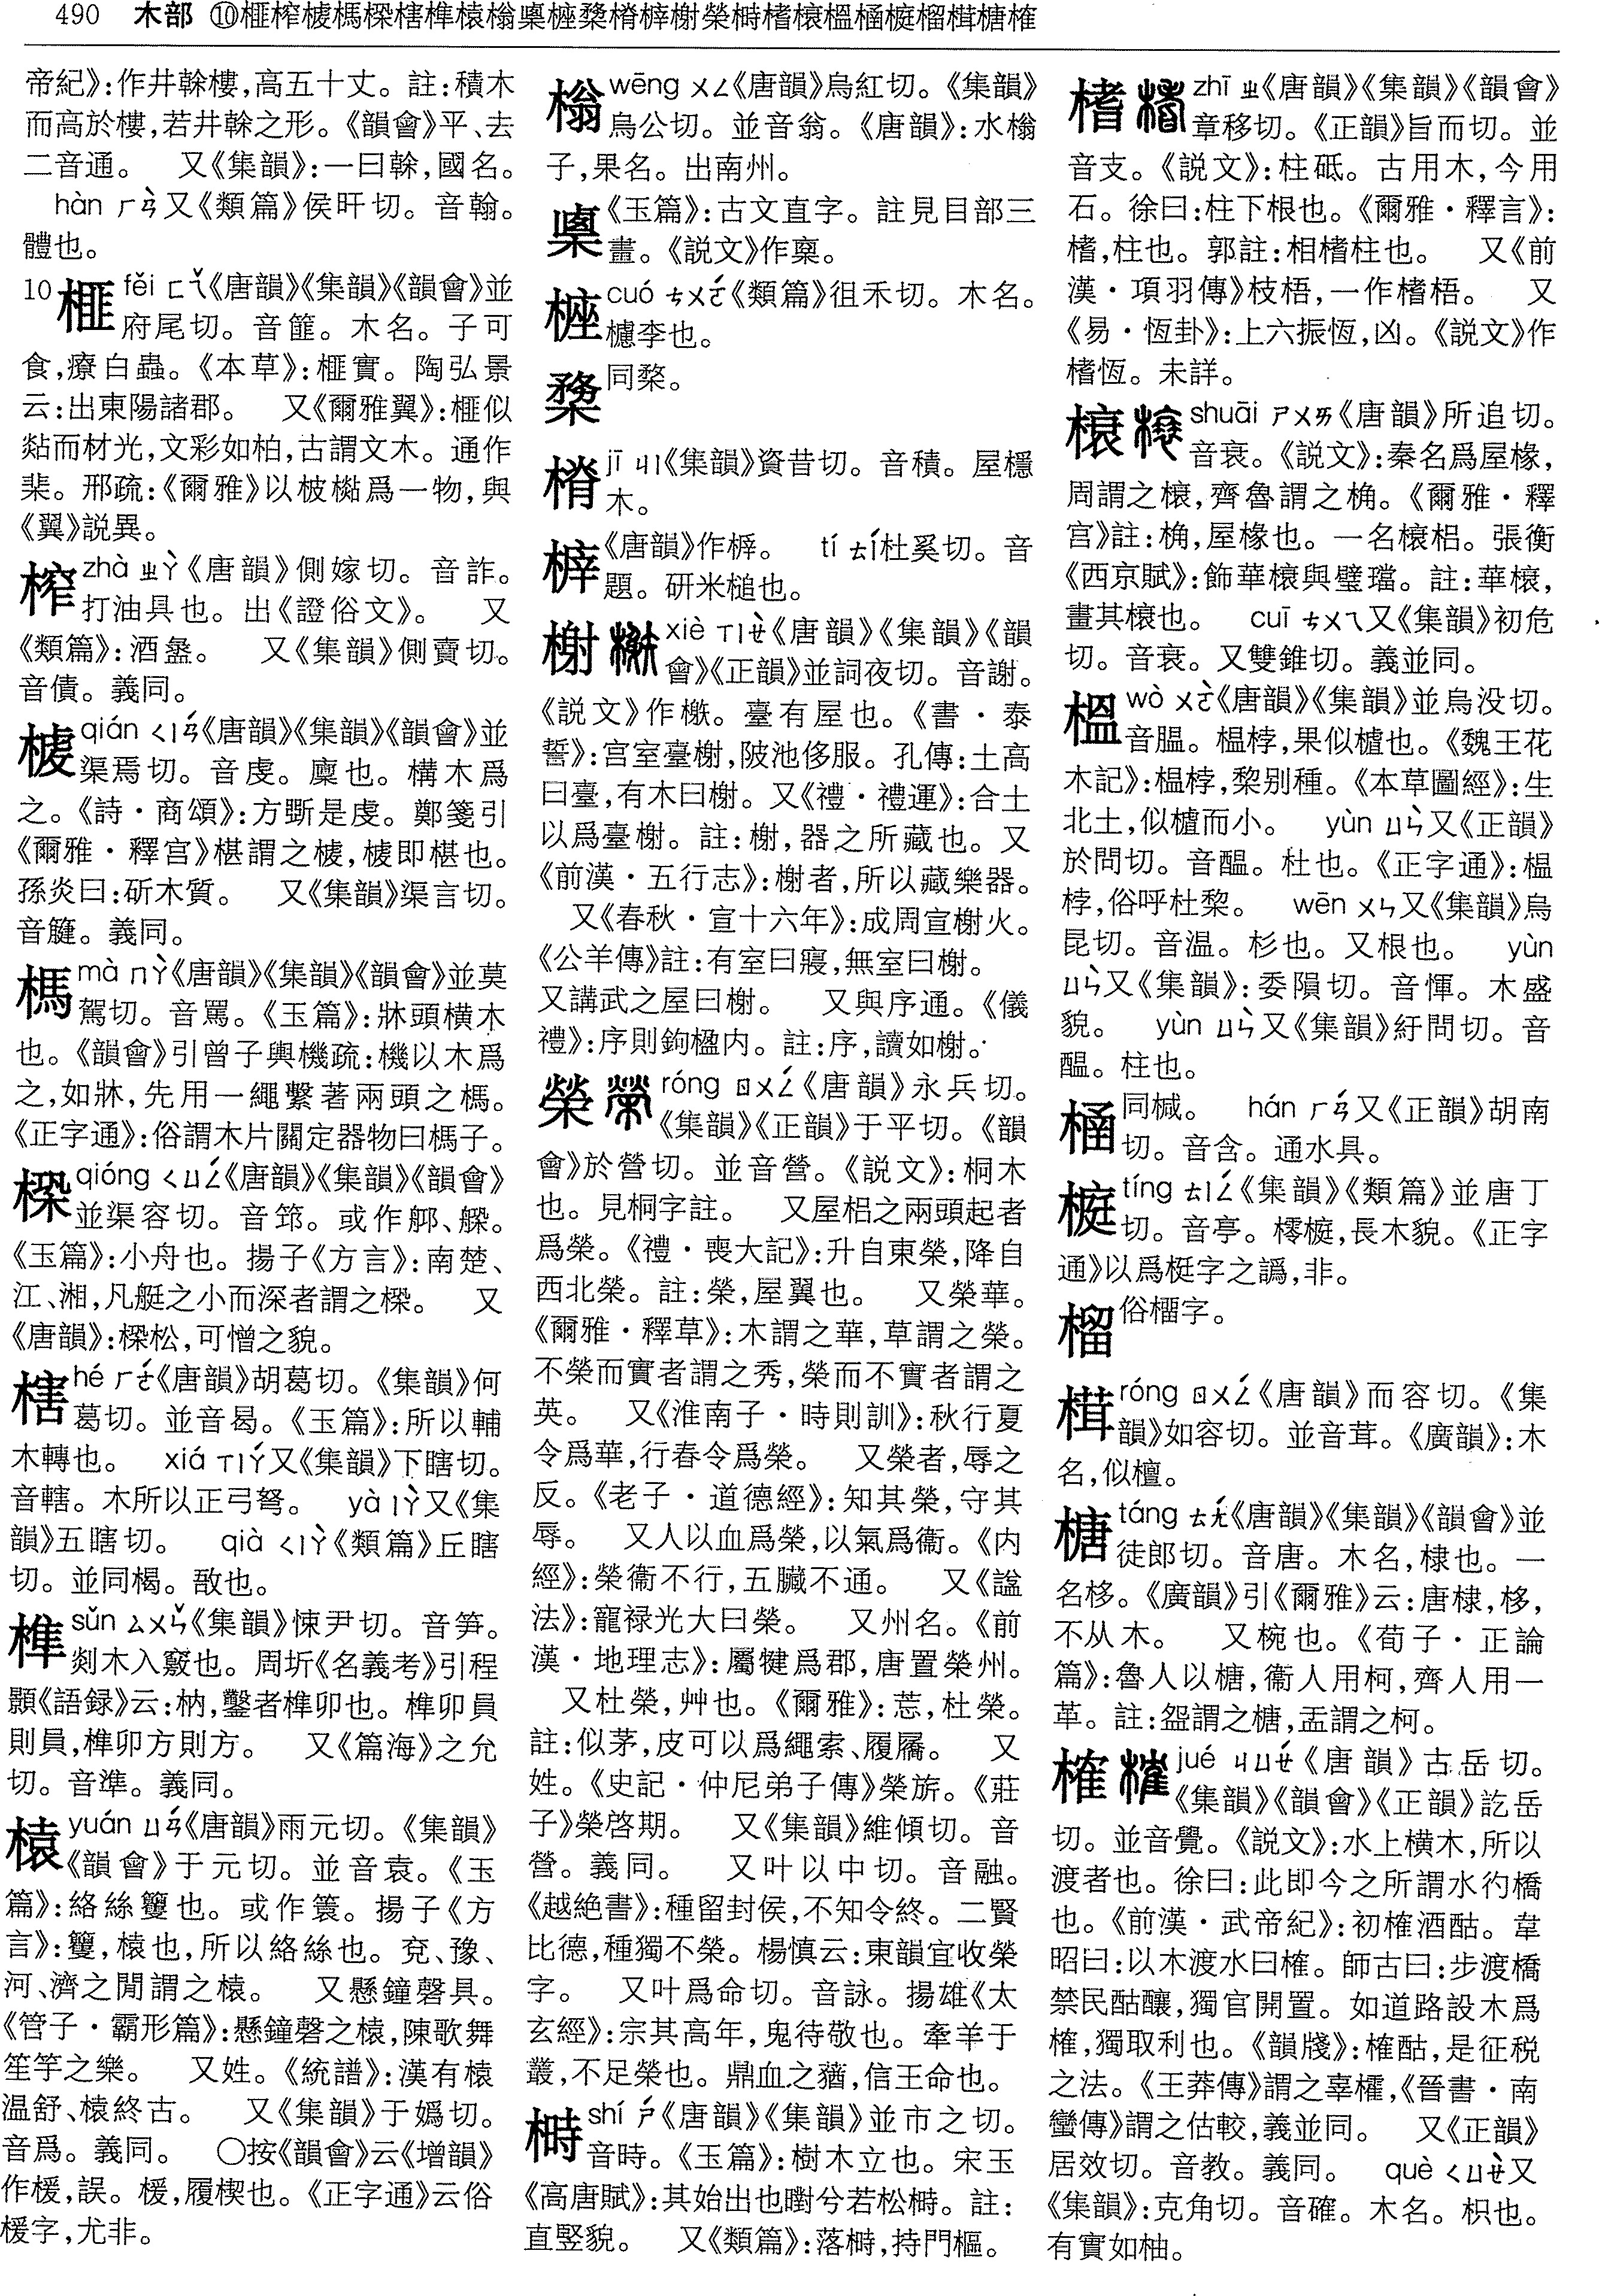 490 木部 ⑩榧榨榩榪㮪榼榫榬榆㮚㮏楘㮨榟榭榮榯榰榱榲㮀榳榴榵榶榷
帝紀》:作井榦樓,高五十丈。註:積木
而高於樓,若井榦之形。《韻會》平、去
二音通。 又《集韻》:一曰榦,國名。
hàn ㄏㄢˋ又《類篇》侯旰切。音翰。
體也。
10榧 fěi ㄈㄟˇ《唐韻》《集韻》《韻會》並
府尾切。音篚。木名。子可
食,療白蟲。《本草》:榧實。陶弘景
云:出東陽諸郡。 又《爾雅翼》:榧似
煔而材光,文彩如柏,古謂文木。通作
棐。邢疏:《爾雅》以柀㯳爲一物,與
《翼》説異。
榨 zhà ㄓㄚˋ《唐韻》側嫁切。音詐。
打油具也。出《證俗文》。 又
《類篇》:酒盝。 又《集韻》側賣切。
音債。義同。
榩 qián ㄑㄧㄢˊ《唐韻》《集韻》《韻會》並
渠焉切。音虔。㮩也。構木爲
之。《詩·商頌》:方斲是虔。鄭箋引
《爾雅·釋宫》椹謂之榩,榩即椹也。
孫炎曰:斫木質。 又《集韻》渠言切。
音籧。義同。
榪 mà ㄇㄚˋ《唐韻》《集韻》《韻會》並莫
駕切。音罵。《玉篇》:牀頭橫木
也。《韻會》引曾子輿機疏:機以木爲
之,如牀,先用一繩繫著兩頭之榪。
《正字通》:俗謂木片關定器物曰榪子。
㮪 qióng ㄑㄩㄥˊ《唐韻》《集韻》《韻會》
並渠容切。音筇。或作䑪、艐。
《玉篇》:小舟也。揚子《方言》:南楚、
江、湘,凡艇之小而深者謂之㮪。 又
《唐韻》:㮪松,可憎之貌。
㮫 hé ㄏㄜˊ《唐韻》胡葛切。《集韻》何
葛切。並音曷。《玉篇》:所以輔
木轉也。 xiá ㄒㄧㄚˊ又《集韻》下瞎切。
音轄。木所以正弓弩。 yà ㄧㄚˋ又《集
韻》五瞎切。 qià ㄑㄧㄚˋ《類篇》丘瞎
切。並同楬。敔也。
榫 sǔn ㄙㄨㄣˇ《集韻》悚尹切。音笋。
剡木入竅也。周圻《名義考》引程
顥《語録》云:枘,鑿者榫卯也。榫卯員
則員,榫卯方則方。 又《篇海》之允
切。音準。義同。
榬 yuán ㄩㄢˊ《唐韻》雨元切。《集韻》
《韻會》于元切。並音袁。《玉
篇》:絡絲籰也。或作簑。揚子《方
言》:籰,榬也,所以絡絲也。兗、豫、
河、濟之閒謂之榬。 又懸鐘磬具。
《管子·霸形篇》:懸鐘磬之榬,陳歌舞
笙竽之樂。 又姓。《統譜》:漢有榬
温舒、榬終古。 又《集韻》于嬀切。
音爲。義同。 ○按《韻會》云《增韻》
作楥,誤。楥,履楔也。《正字通》云俗
楥字,尤非。
㮬 wēng ㄨㄥ《唐韻》烏紅切。《集韻》
烏公切。並音翁。《唐韻》:水㮬
子,果名。出南州。
《玉篇》:古文直字。註見目部三
畫。《説文》作稟。
cuó ㄘㄨㄛˊ《類篇》徂禾切。木名。
櫖李也。
同楘。
㮨 jī ㄐㄧ《集韻》資昔切。音積。屋檼
木。
《唐韻》作㮛。 tí ㄊㄧˊ杜奚切。音
題。研米槌也。
榭 xiè ㄒㄧㄝˋ《唐韻》《集韻》《韻
會》《正韻》並詞夜切。音謝。
《説文》作㯿。臺有屋也。《書·泰
誓》:宫室臺榭,陂池侈服。孔傳:土高
曰臺,有木曰榭。又《禮·禮運》:合土
以爲臺榭。註:榭,器之所藏也。又
《前漢·五行志》:榭者,所以藏樂器。
又《春秋·宣十六年》:成周宣榭火。
《公羊傳》註:有室曰寢,無室曰榭。
又講武之屋曰榭。 又與序通。《儀
禮》:序則鉤楹内。註:序,讀如榭。
榮 róng ㄖㄨㄥˊ《唐韻》永兵切。
《集韻》《正韻》于平切。《韻
會》於營切。並音營。《説文》:桐木
也。見桐字註。 又屋梠之兩頭起者
爲榮。《禮·喪大記》:升自東榮,降自
西北榮。註:榮,屋翼也。 又榮華。
《爾雅·釋草》:木謂之華,草謂之榮。
不榮而實者謂之秀,榮而不實者謂之
英。 又《淮南子·時則訓》:秋行夏
令爲華,行春令爲榮。 又榮者,辱之
反。《老子·道德經》:知其榮,守其
辱。 又人以血爲榮,以氣爲衞。《内
經》:榮衞不行,五臟不通。 又《謚
法》:寵禄光大曰榮。 又州名。《前
漢·地理志》:屬犍爲郡,唐置榮州。
又杜榮,艸也。《爾雅》:莣,杜榮。
註:似茅,皮可以爲繩索、履屩。 又
姓。《史記·仲尼弟子傳》榮旂。《莊
子》榮啓期。 又《集韻》維傾切。音
營。義同。 又叶以中切。音融。
《越絶書》:種留封侯,不知令終。二賢
比德,種獨不榮。楊慎云:東韻宜收榮
字。 又叶爲命切。音詠。揚雄《太
玄經》:宗其高年,鬼待敬也。牽羊于
叢,不足榮也。鼎血之蕕,信王命也。
榯 shí ㄕˊ《唐韻》《集韻》並市之切。
音時。《玉篇》:樹木立也。宋玉
《高唐賦》:其始出也㬣兮若松榯。註:
直竪貌。 又《類篇》:落榯,持門樞。
榰 zhī ㄓ《唐韻》《集韻》《韻會》
章移切。《正韻》旨而切。並
音支。《説文》:柱砥。古用木,今用
石。徐曰:柱下根也。《爾雅·釋言》:
榰,柱也。郭註:相榰柱也。 又《前
漢·項羽傳》枝梧,一作榰梧。 又
《易·恆卦》:上六振恆,凶。《説文》作
榰恆。未詳。
榱 shuāi ㄕㄨㄞ《唐韻》所追切。
音衰。《説文》:秦名爲屋椽,
周謂之榱,齊魯謂之桷。《爾雅·釋
宫》註:桷,屋椽也。一名榱梠。張衡
《西京賦》:飾華榱與璧璫。註:華榱,
畫其榱也。 cuī ㄘㄨㄟ又《集韻》初危
切。音衰。又雙錐切。義並同。
榲 wò ㄨㄛˋ《唐韻》《集韻》並烏没切。
音膃。榲桲,果似樝也。《魏王花
木記》:榲桲,黎别種。《本草圖經》:生
北土,似樝而小。 yùn ㄩㄣˋ又《正韻》
於問切。音醖。杜也。《正字通》:榲
桲,俗呼杜棃。 wēn ㄨㄣ又《集韻》烏
昆切。音温。杉也。又根也。 yùn
ㄩㄣˋ又《集韻》:委隕切。音惲。木盛
貌。 yùn ㄩㄣˋ又《集韻》紆問切。音
醖。柱也。
㮀 同椷。 hán ㄏㄢˊ又《正韻》胡南
切。音含。通水具。
榳 tíng ㄊㄧㄥˊ《集韻》《類篇》並唐丁
切。音亭。樗榳,長木貌。《正字
通》以爲梃字之譌,非。
榴 俗橊字。
榵 róng ㄖㄨㄥˊ《唐韻》而容切。《集
韻》如容切。並音茸。《廣韻》:木
名,似檀。
榶 táng ㄊㄤˊ《唐韻》《集韻》《韻會》並
徒郎切。音唐。木名,棣也。一
名栘。《廣韻》引《爾雅》云:唐棣,栘,
不从木。 又椀也。《荀子·正論
篇》:魯人以榶,衞人用柯,齊人用一
革。註:盌謂之榶,盂謂之柯。
榷 jué ㄐㄩㄝˊ《唐韻》古岳切。
《集韻》《韻會》《正韻》訖岳
切。並音覺。《説文》:水上橫木,所以
渡者也。徐曰:此即今之所謂水彴橋
也。《前漢·武帝紀》:初榷酒酤。韋
昭曰:以木渡水曰榷。師古曰:步渡橋
禁民酤釀,獨官開置。如道路設木爲
榷,獨取利也。《韻牋》:榷酤,是征税
之法。《王莽傳》謂之辜榷,《晉書·南
蠻傳》謂之估較,義並同。 又《正韻》
居效切。音教。義同。 què ㄑㄩㄝˋ又
《集韻》:克角切。音確。木名。枳也。
有實如柚。